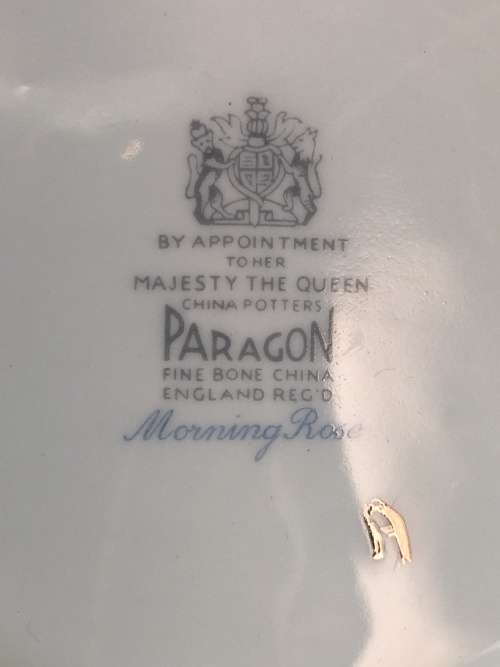 BY APPOINTMENT
TO HER
MAJESTY THE QUEEN
CHINA POTTERS
PARAGON
FINE BONE CHINA
ENGLAND REG'D
Morning Rose